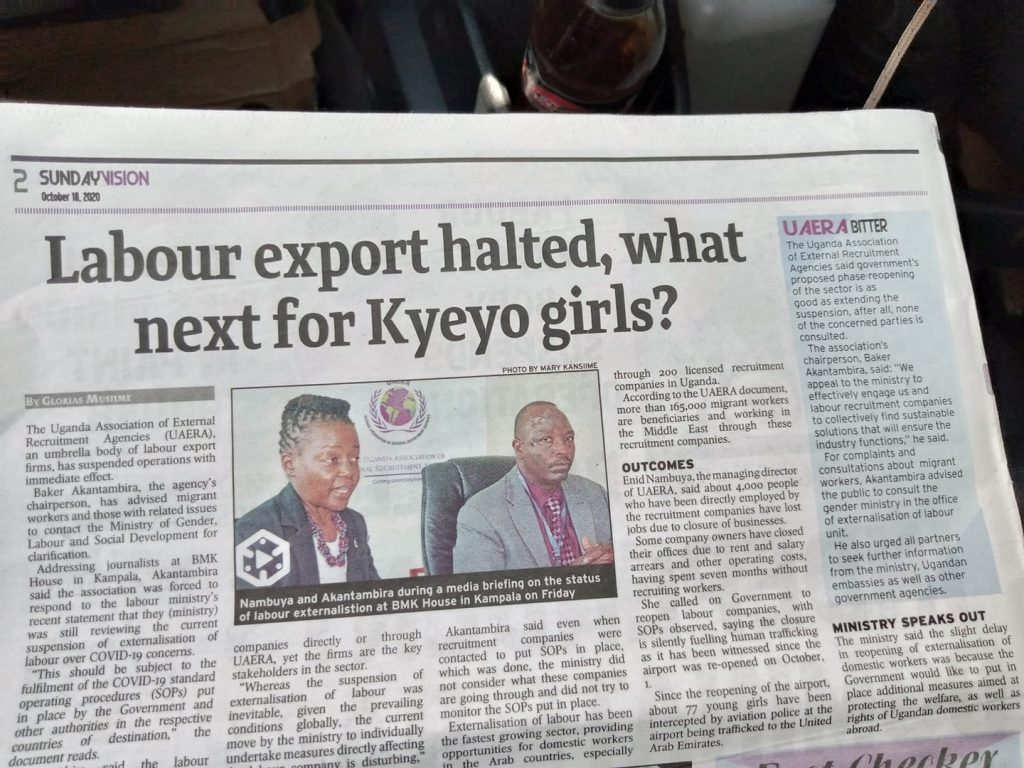 2 SUNDAYVISION
October 18, 2020
Labour export halted, what
next for Kyeyo girls?
BY GLORIAS MUSIIME
The Uganda Association of External
Recruitment Agencies (UAERA),
an umbrella body of labour export
firms, has suspended operations with
immediate effect.
Baker Akantambira, the agency's
chairperson, has advised migrant
workers and those with related issues
to contact the Ministry of Gender,
Labour and Social Development for
clarification.
Addressing journalists at BMK
House in Kampala, Akantambira
said the association was forced to
respond to the labour ministry's
recent statement that they (ministry)
was still reviewing the current
suspension of externalisation of
labour over COVID-19 concerns.
"This should be subject to the
fulfilment of the COVID-19 standard
operating procedures (SOPs) put
in place by the Government and
other authorities in the respective
countries of destination," the
document reads.
said the labour
PHOTO BY MARY KANSIIME
UGANDA ASSOCIATION OF
Nambuya and Akantambira during a media briefing on the status
of labour externalistion at BMK House in Kampala on Friday
companies directly or through
UAERA, yet the firms are the key
stakeholders in the sector.
"Whereas the suspension of
externalisation of labour was
inevitable, given the prevailing
conditions globally, the current
move by the ministry to individually
undertake measures directly affecting
company is disturbing,"
Akantambira said even when
recruitment companies were
contacted to put SOPs in place,
which was done, the ministry did
not consider what these companies
are going through and did not try to
monitor the SOPs put in place.
Externalisation of labour has been
the fastest growing sector, providing
opportunities for domestic workers
in the Arab countries, especially
through 200 licensed recruitment
companies in Uganda.
According to the UAERA document,
more than 165,000 migrant workers
are beneficiaries and working in
the Middle East through these
recruitment companies.
OUTCOMES
Enid Nambuya, the managing director
of UAERA, said about 4,000 people
who have been directly employed by
the recruitment companies have lost
jobs due to closure of businesses.
Some company owners have closed
their offices due to rent and salary
arrears and other operating costs,
having spent seven months without
recruiting workers.
She called on Government to
reopen labour companies, with
SOPs observed, saying the closure
is silently fuelling human trafficking
as it has been witnessed since the
airport was re-opened on October,
1.
Since the reopening of the airport,
about 77 young girls have been
intercepted by aviation police at the
airport being trafficked to the United
Arab Emirates.
UAERA BITTER
The Uganda Association
of External Recruitment
Agencies said government's
proposed phase-reopening
of the sector is as
good as extending the
suspension, after all, none
of the concerned parties is
consulted.
The association's
chairperson, Baker
Akantambira, said: "We
appeal to the ministry to
effectively engage us and
labour recruitment companies
to collectively find sustainable
solutions that will ensure the
industry functions," he said.
For complaints and
consultations about migrant
workers, Akantambira advised
the public to consult the
gender ministry in the office
of externalisation of labour
unit.
He also urged all partners
to seek further information
from the ministry, Ugandan
embassies as well as other
government agencies.
MINISTRY SPEAKS OUT
The ministry said the slight delay
in reopening of externalisation of
domestic workers was because the
Government would like to put in
place additional measures aimed at
protecting the welfare, as well as
rights of Ugandan domestic workers
abroad.
Fact Checker